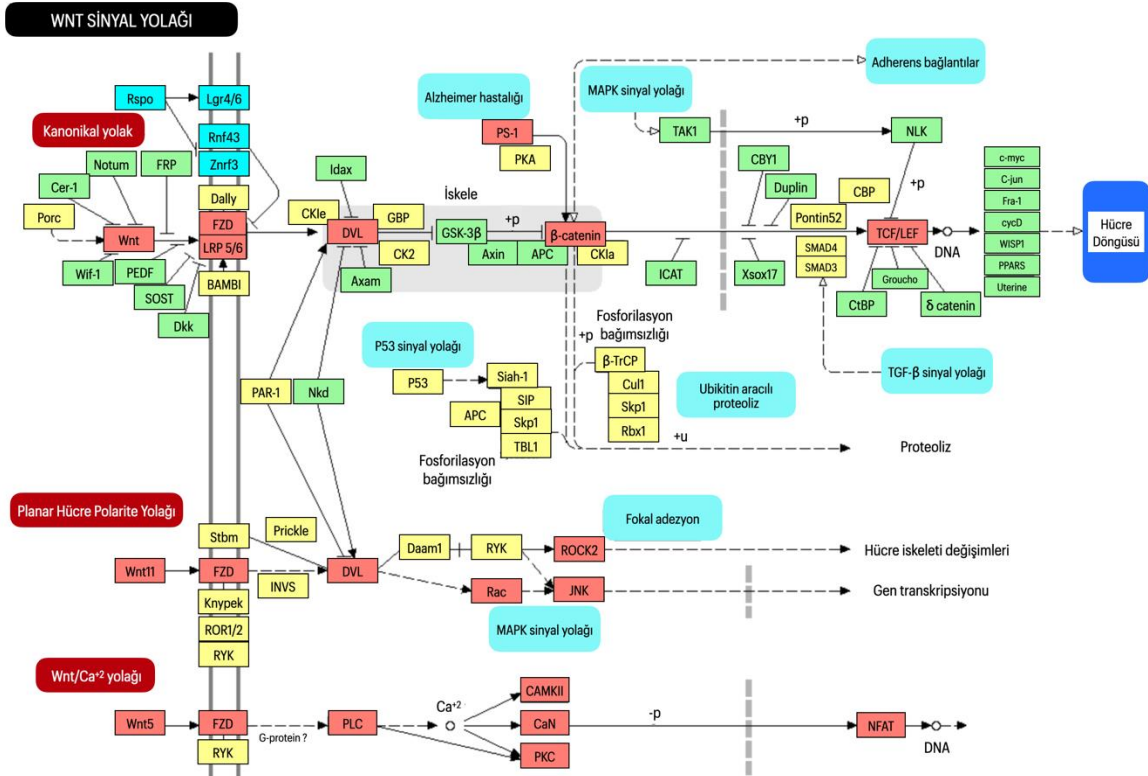 WNT SİNYAL YOLAĞI
Rspo
Lgr4/6
Kanonikal yolak
Rnf43
Znrf3
Notum
FRP
Cer-1
Dally
Porc
Wnt
FZD
LRP 5/6
Wif-1
PEDF
BAMBI
SOST
Dkk
Idax
İskele
CKIe
GBP
DVL
CK2
Axam
GSK-3β
+p
Axin
APC
Alzheimer hastalığı
PS-1
PKA
β-catenin
CKIa
MAPK sinyal yolağı
TAK1
+p
NLK
Adherens bağlantılar
CBY1
Duplin
CBP
+p
Pontin52
TCF/LEF
DNA
SMAD4
SMAD3
ICAT
Xsox17
Groucho
CtBP
δ catenin
c-myc
C-jun
Fra-1
cycD
WISP1
PPARS
Uterine
Hücre
Döngüsü
TGF-β sinyal yolağı
PAR-1
Nkd
P53 sinyal yolağı
P53
Siah-1
SIP
APC
Skp1
TBL1
Fosforilasyon
bağımsızlığı
Fosforilasyon
bağımsızlığı
+p
β-TrCP
Cul1
Skp1
Rbx1
Ubikitin aracılı
proteoliz
+u
Proteoliz
Planar Hücre Polarite Yolağı
Stbm
Prickle
Wnt11
FZD
INVS
DVL
Knypek
ROR1/2
RYK
Daam1
RYK
ROCK2
Fokal adezyon
Hücre iskeleti değişimleri
Rac
JNK
Gen transkripsiyonu
MAPK sinyal yolağı
Wnt/Ca⁺² yolağı
Wnt5
FZD
RYK
G-protein ?
PLC
Ca⁺²
CAMKII
CaN
PKC
-p
NFAT
DNA